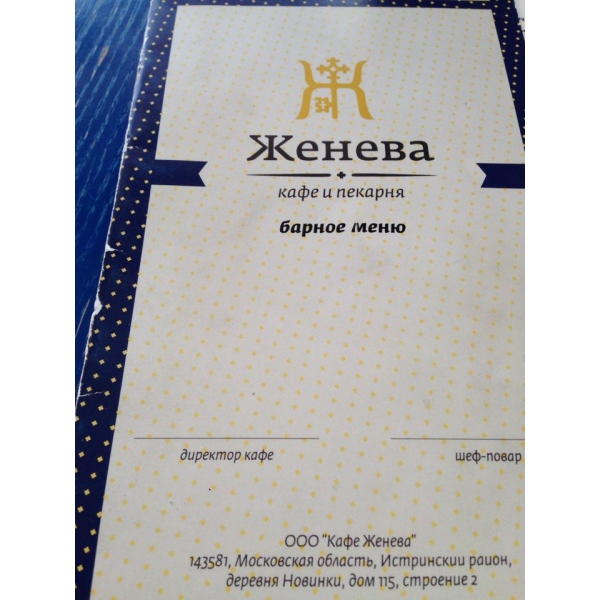 Женева
кафе и пекарня
барное меню
директор кафе шеф-повар
ООО "Кафе Женева"
143581, Московская область, Истринский раион,
деревня Новинки, дом 115, строение 2